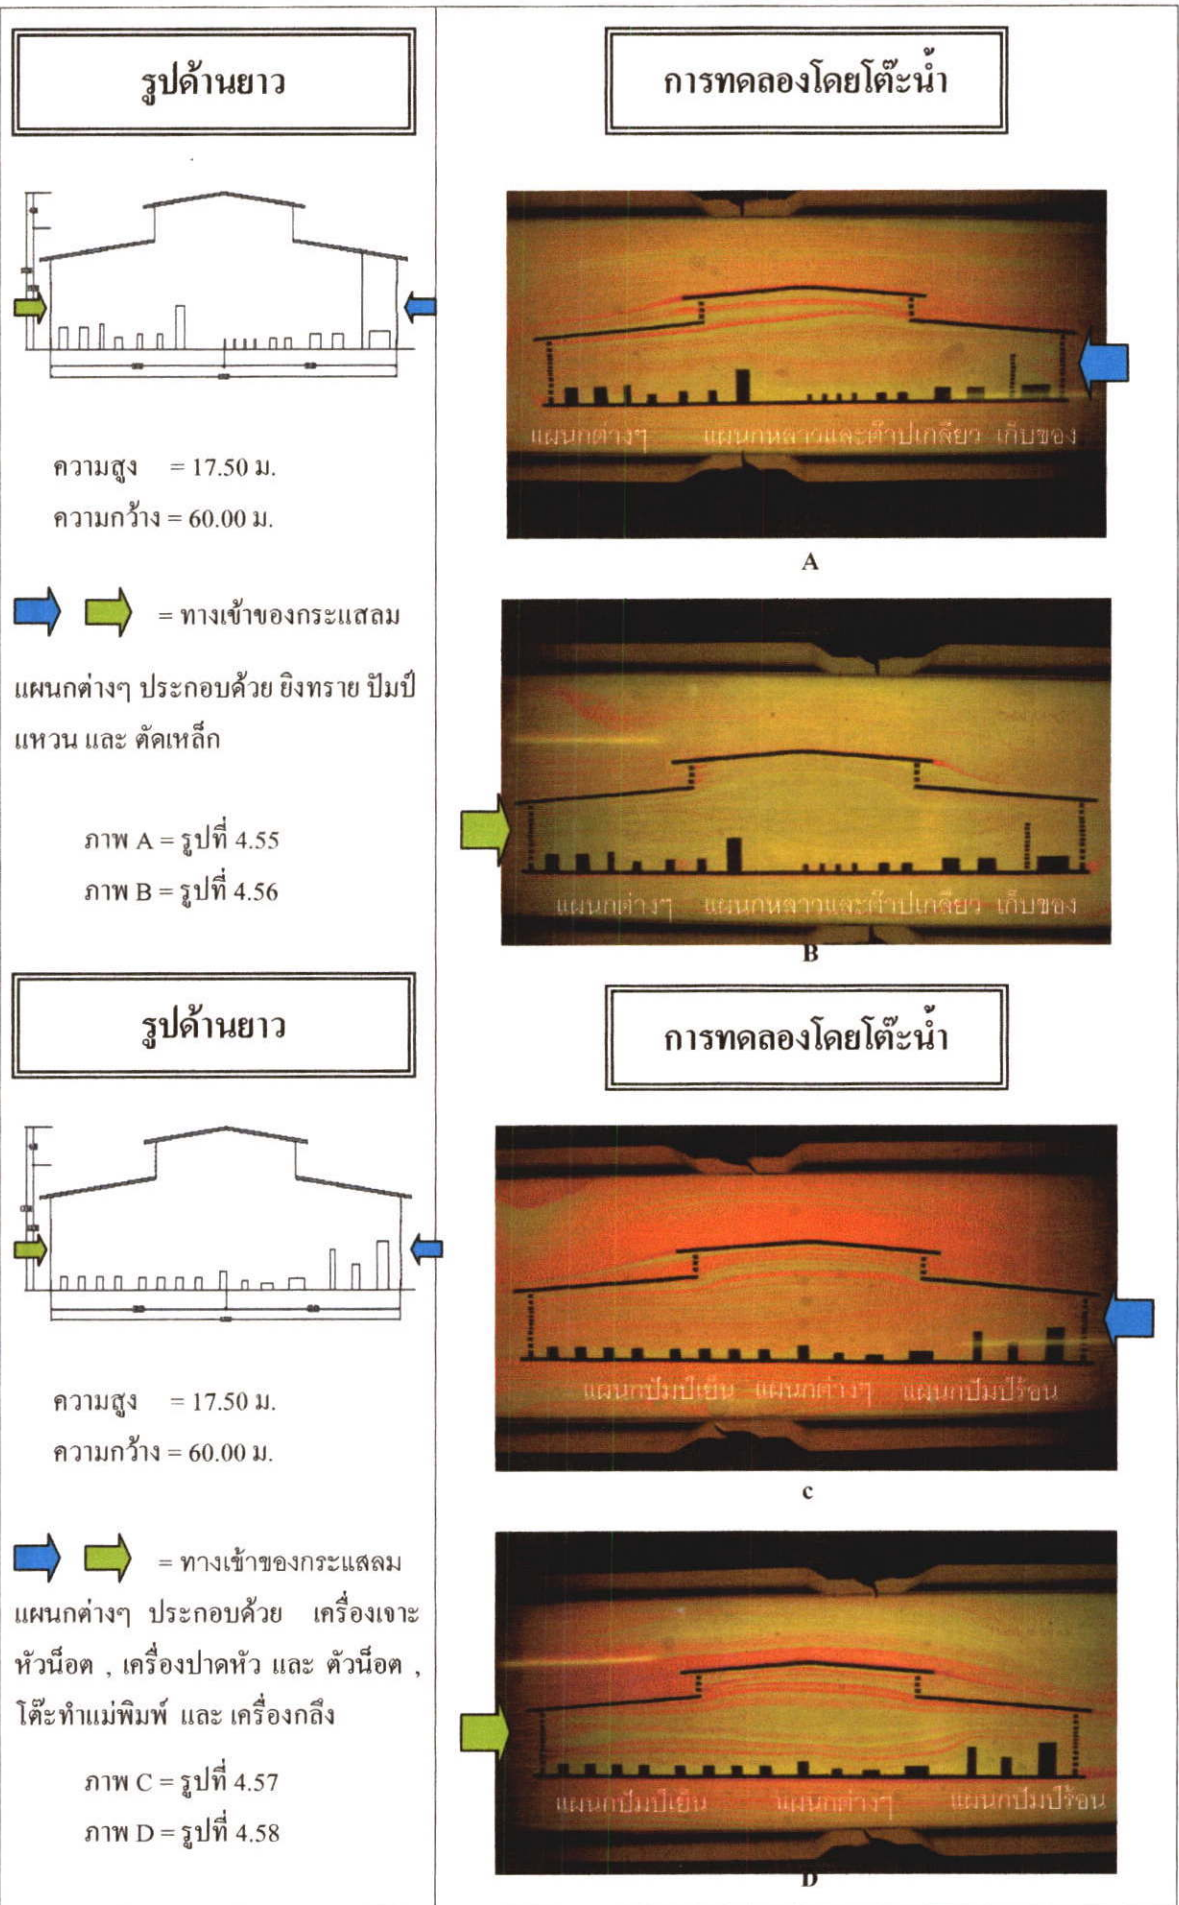 รูปด้านยาว
การทดลองโดยโต๊ะน้ำ
ความสูง = 17.50 ม.
ความกว้าง = 60.00 ม.
= ทางเข้าของกระแสลม
แผนกต่างๆ ประกอบด้วย ยิงทราย ปัมป์
แหวน และ ตัดเหล็ก
ภาพ A = รูปที่ 4.55
ภาพ B = รูปที่ 4.56
แผนกต่างๆ แผนกหลาวและต๊าปเกลียว เก็บของ
A
แผนกต่างๆ แผนกหลาวและต๊าปเกลียว เก็บของ
B
รูปด้านยาว
การทดลองโดยโต๊ะน้ำ
ความสูง = 17.50 ม.
ความกว้าง = 60.00 ม.
= ทางเข้าของกระแสลม
แผนกต่างๆ ประกอบด้วย เครื่องเจาะ
หัวน็อต , เครื่องปาดหัว และ ตัวน็อต ,
โต๊ะทำแม่พิมพ์ และ เครื่องกลึง
ภาพ C = รูปที่ 4.57
ภาพ D = รูปที่ 4.58
แผนกปัมป์เย็น แผนกต่างๆ แผนกปัมป์ร้อน
c
แผนกปัมป์เย็น แผนกต่างๆ แผนกปัมป์ร้อน
D